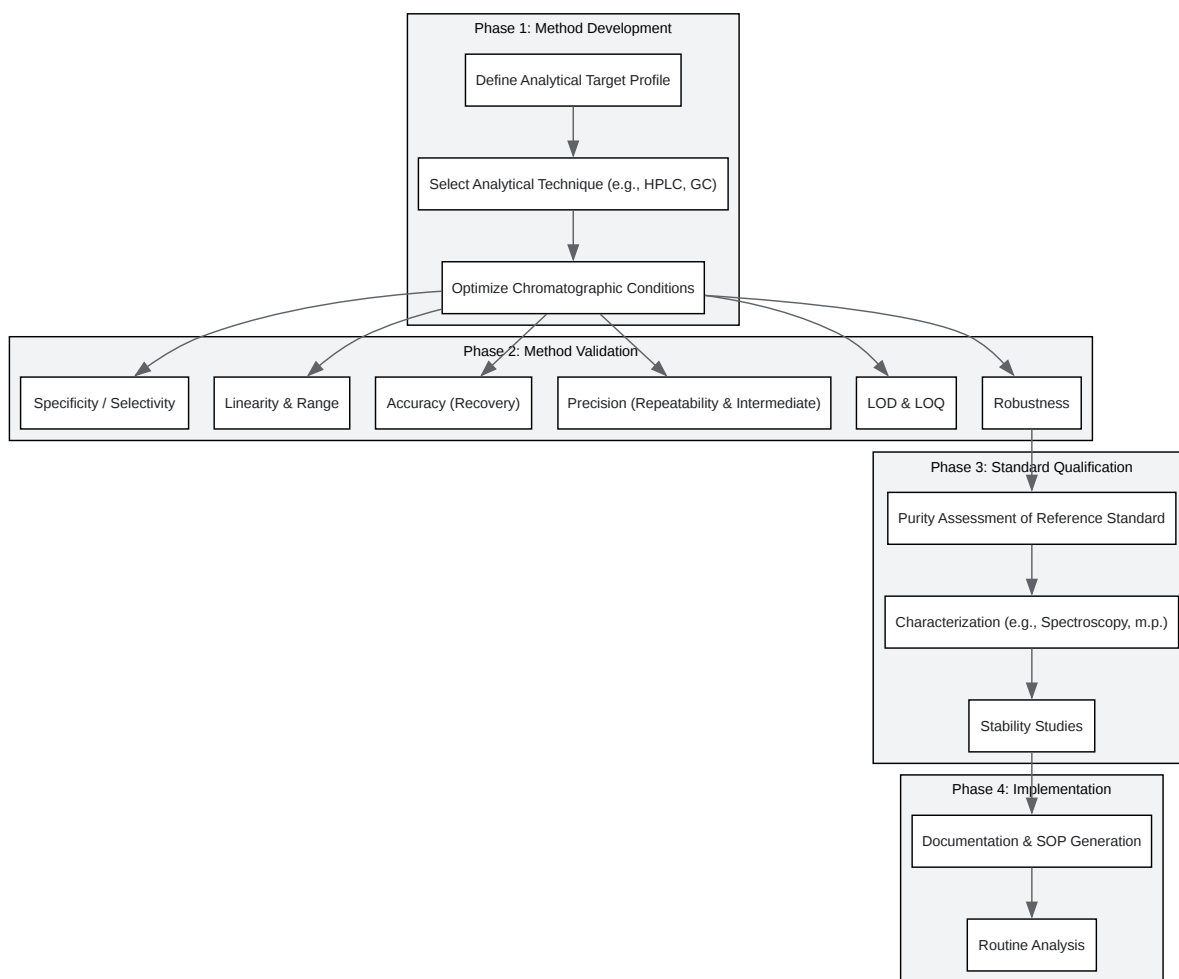 Phase 1: Method Development
Define Analytical Target Profile
Select Analytical Technique (e.g., HPLC, GC)
Optimize Chromatographic Conditions
Phase 2: Method Validation
Specificity / Selectivity
Linearity & Range
Accuracy (Recovery)
Precision (Repeatability & Intermediate)
LOD & LOQ
Robustness
Phase 3: Standard Qualification
Purity Assessment of Reference Standard
Characterization (e.g., Spectroscopy, m.p.)
Stability Studies
Phase 4: Implementation
Documentation & SOP Generation
Routine Analysis